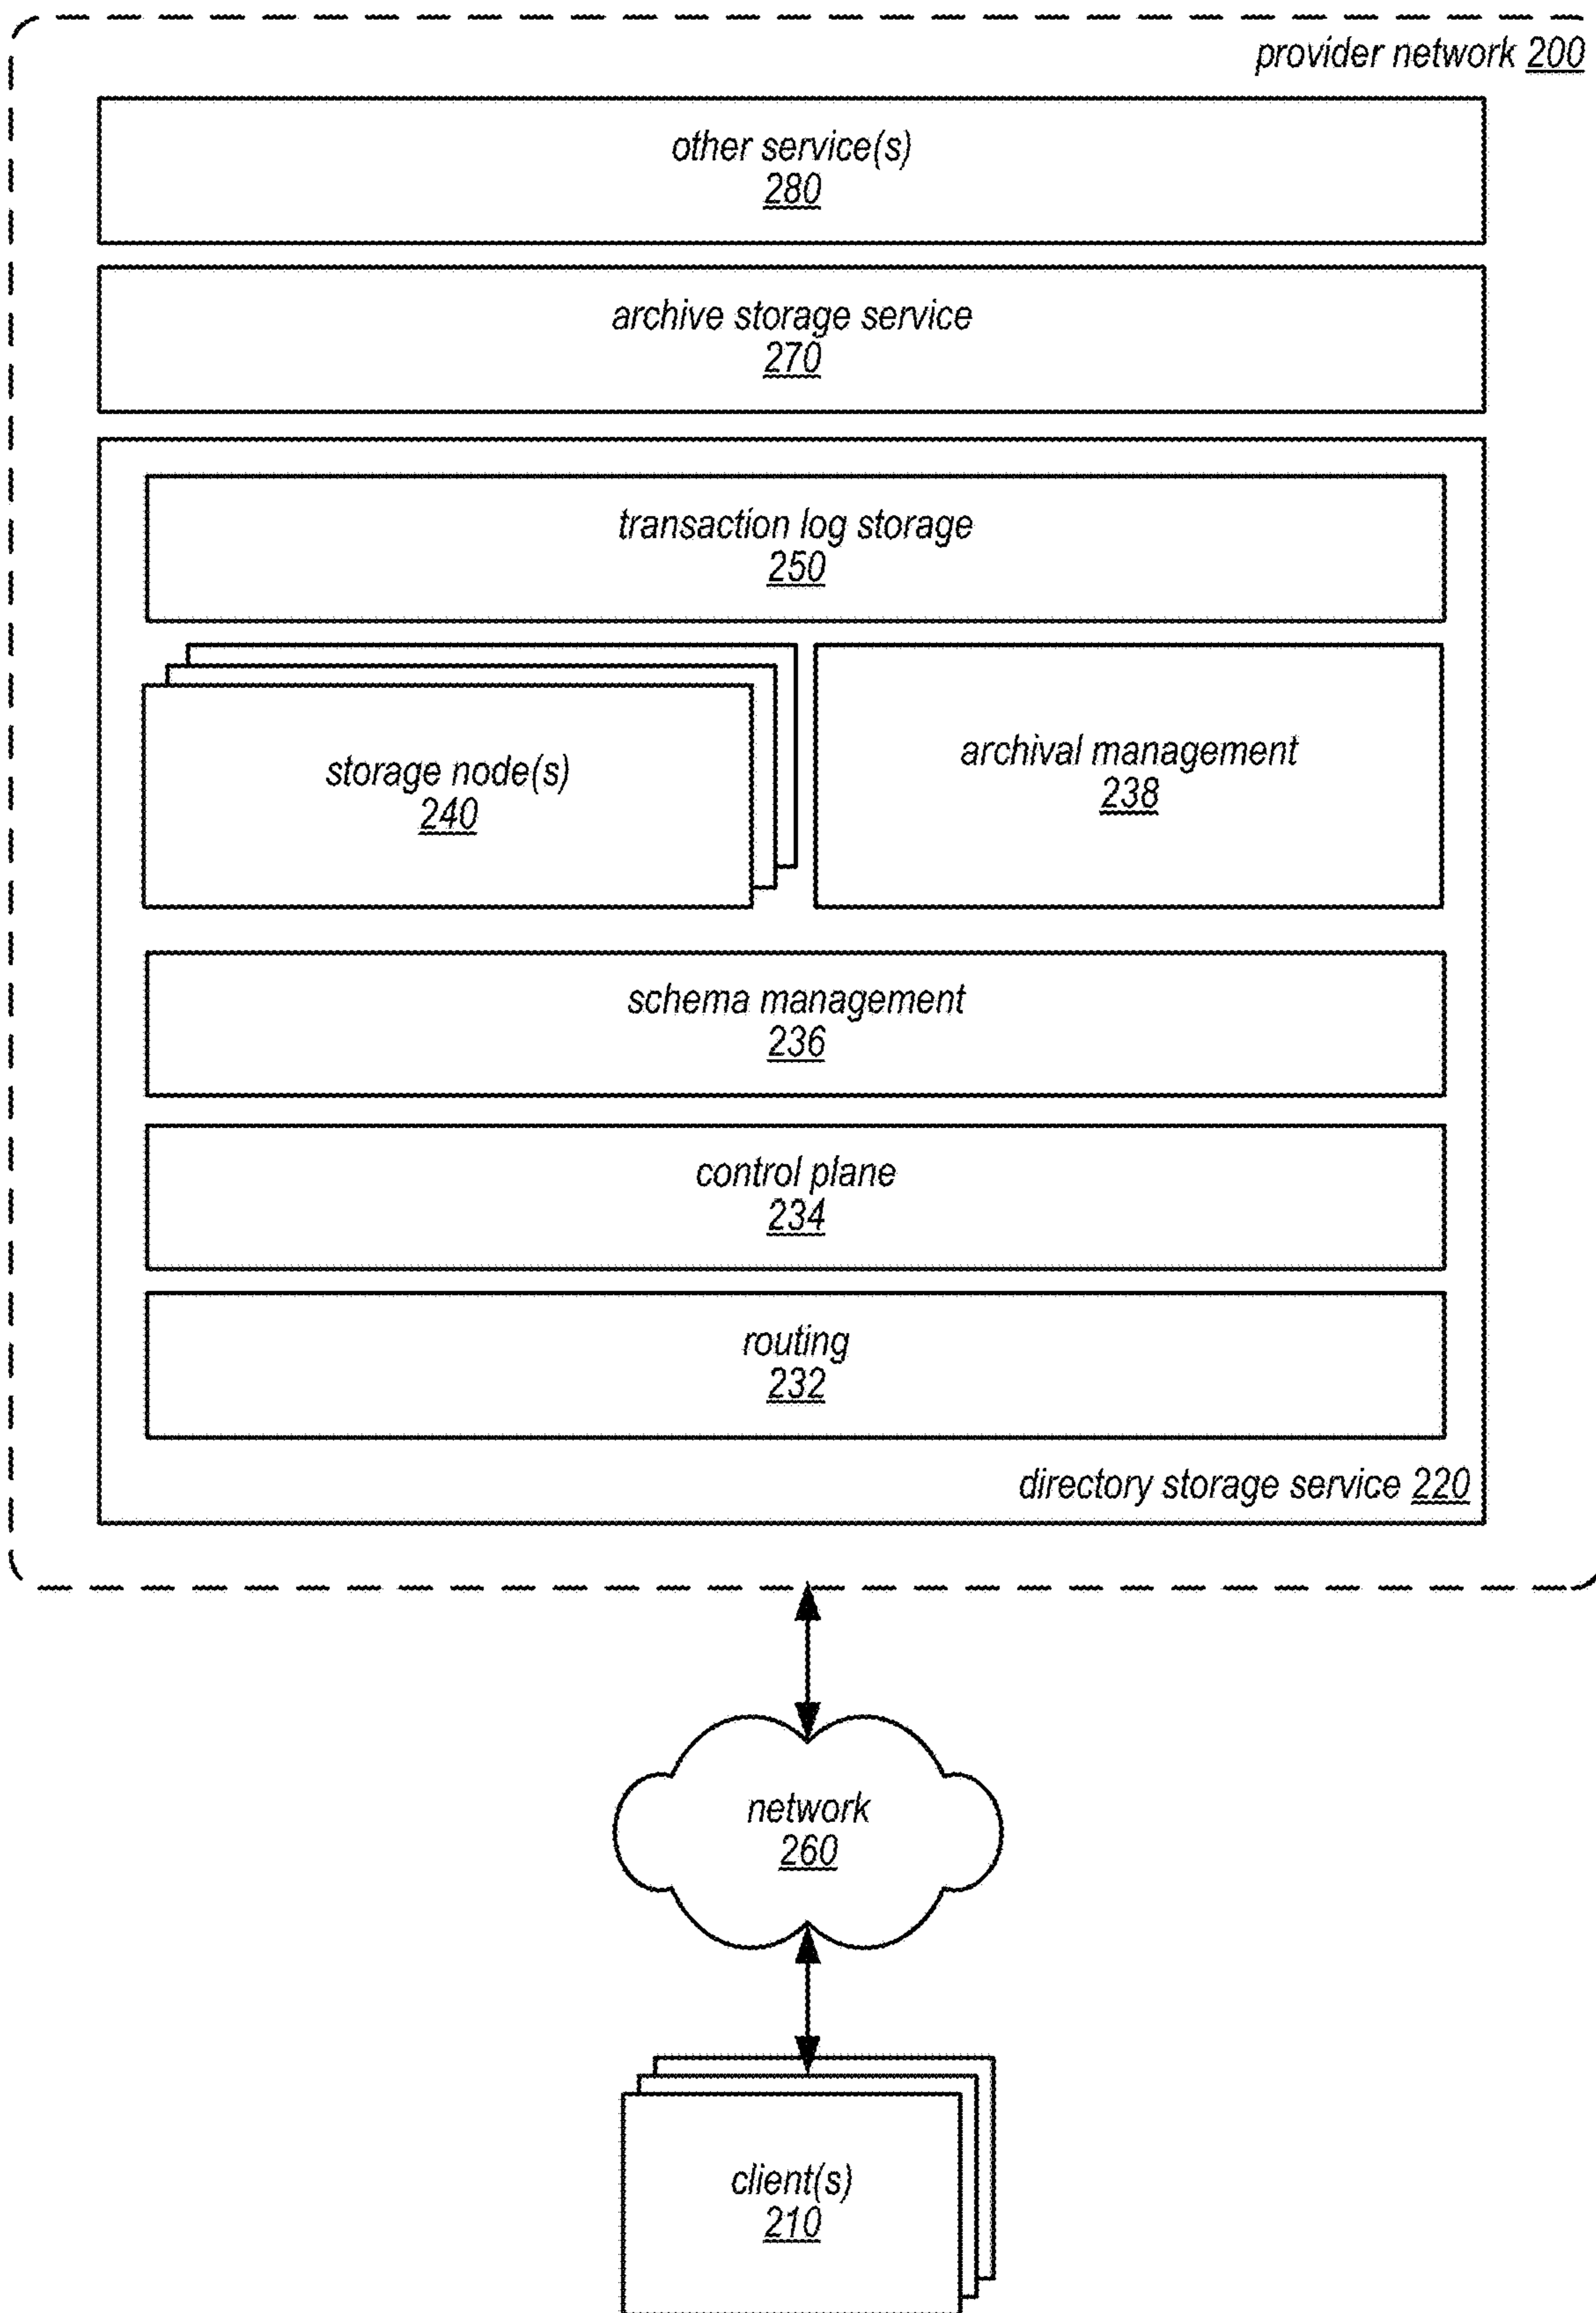 provider network 200
other service(s)
280
archive storage service
270
transaction log storage
250
storage node(s)
240
archival management
238
schema management
236
control plane
234
routing
232
directory storage service 220
network
260
client(s)
210